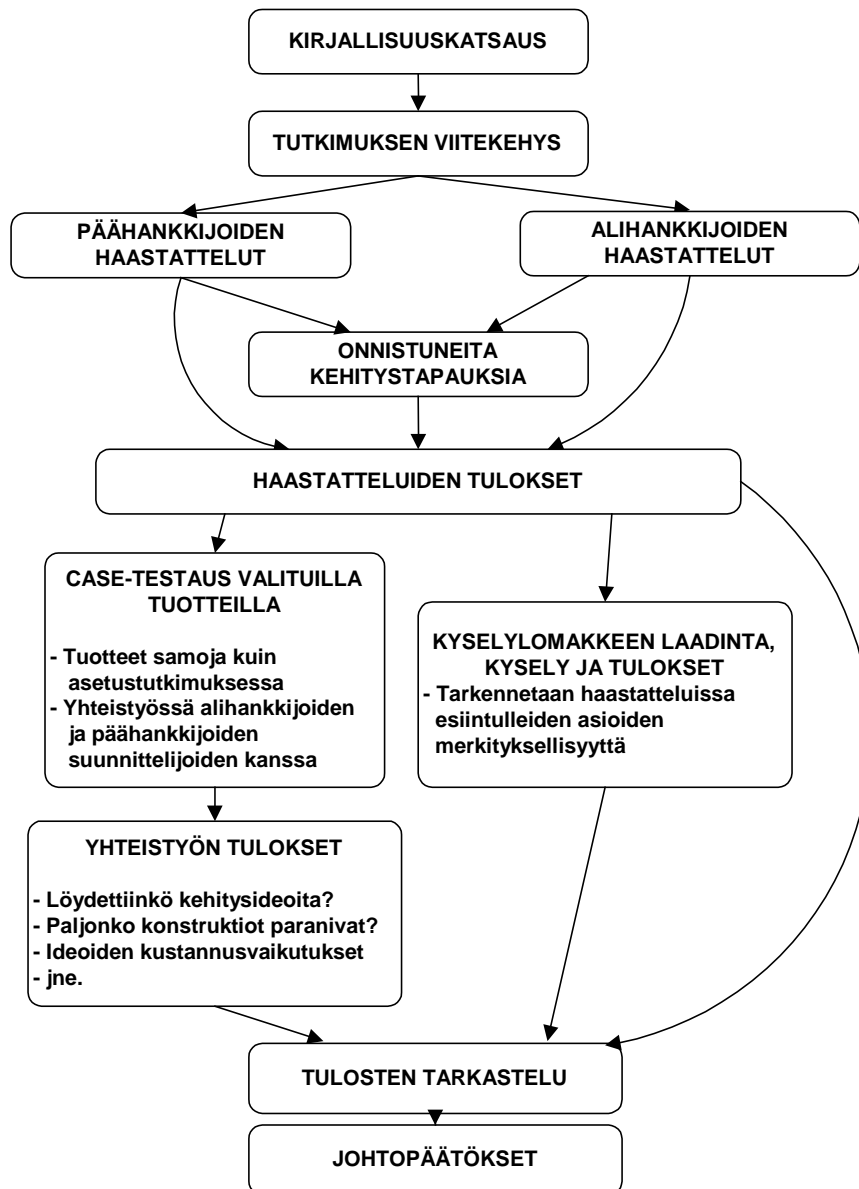 KIRJALLISUUSKATSAUS
TUTKIMUKSEN VIITEKEHYS
PÄÄHANKKIJOIDEN
HAASTATTELUT
ALIHANKKIJOIDEN
HAASTATTELUT
ONNISTUNEITA
KEHITYSTAPAUKSIA
HAASTATTELUIDEN TULOKSET
CASE-TESTAUS VALITUILLA
TUOTTEILLA
- Tuotteet samoja kuin
asetustutkimuksessa
- Yhteistyössä alihankkijoiden
ja päähankkijoiden
suunnittelijoiden kanssa
KYSELYLOMAKKEEN LAADINTA,
KYSELY JA TULOKSET
- Tarkennetaan haastatteluissa
esiintulleiden asioiden
merkityksellisyyttä
YHTEISTYÖN TULOKSET
- Löydettiinkö kehitysideoita?
- Paljonko konstruktiot paranivat?
- Ideoiden kustannusvaikutukset
- jne.
TULOSTEN TARKASTELU
JOHTOPÄÄTÖKSET